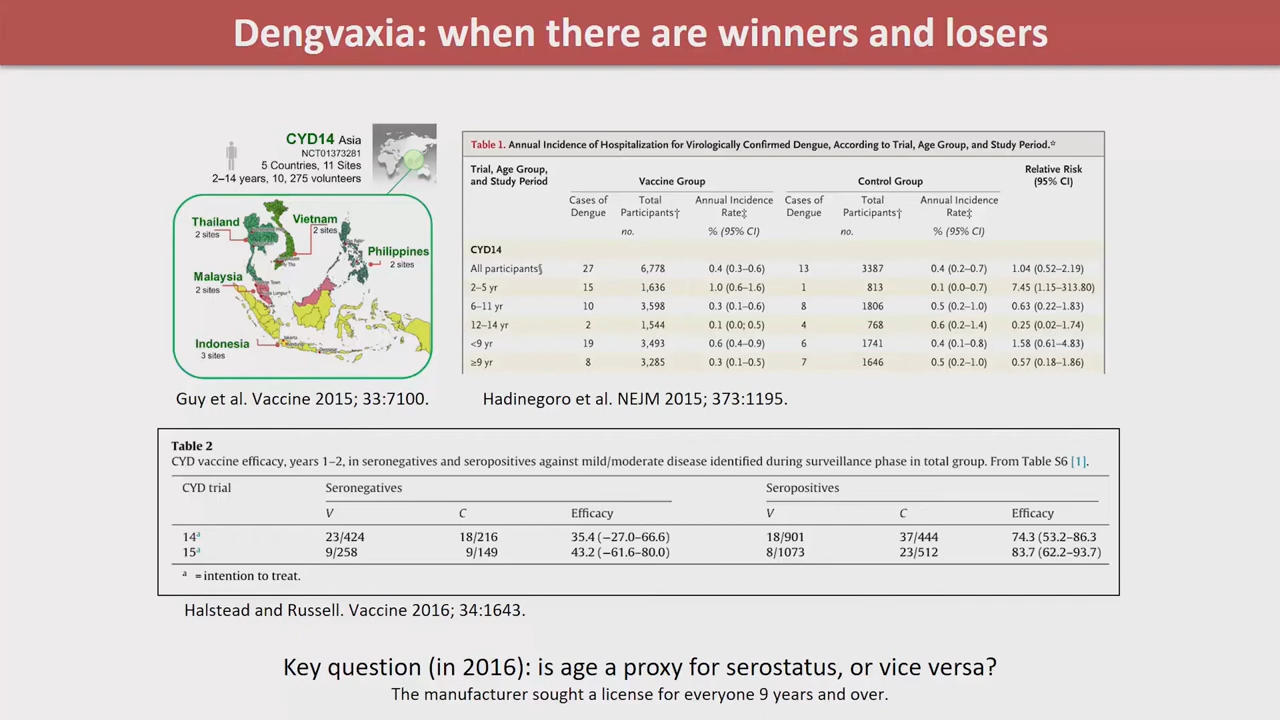 Dengvaxia: when there are winners and losers
CYD14 Asia
NCT01373281
5 Countries, 11 Sites
2–14 years, 10, 275 volunteers
Thailand
2 sites
Vietnam
2 sites
Philippines
2 sites
Malaysia
2 sites
Indonesia
3 sites
Guy et al. Vaccine 2015; 33:7100.
Table 1. Annual Incidence of Hospitalization for Virologically Confirmed Dengue, According to Trial, Age Group, and Study Period.*
Trial, Age Group, and Study Period Vaccine Group Control Group Relative Risk (95% CI)
Cases of Dengue Total Participants† Annual Incidence Rate‡ Cases of Dengue Total Participants† Annual Incidence Rate‡
no. % (95% CI) no. % (95% CI)
CYD14
All participants§ 27 6,778 0.4 (0.3–0.6) 13 3387 0.4 (0.2–0.7) 1.04 (0.52–2.19)
2–5 yr 15 1,636 1.0 (0.6–1.6) 1 813 0.1 (0.0–0.7) 7.45 (1.15–313.80)
6–11 yr 10 3,598 0.3 (0.1–0.6) 8 1806 0.5 (0.2–1.0) 0.63 (0.22–1.83)
12–14 yr 2 1,544 0.1 (0.0; 0.5) 4 768 0.6 (0.2–1.4) 0.25 (0.02–1.74)
<9 yr 19 3,493 0.6 (0.4–0.9) 6 1741 0.4 (0.1–0.8) 1.58 (0.61–4.83)
≥9 yr 8 3,285 0.3 (0.1–0.5) 7 1646 0.5 (0.2–1.0) 0.57 (0.18–1.86)
Hadinegoro et al. NEJM 2015; 373:1195.
Table 2
CYD vaccine efficacy, years 1–2, in seronegatives and seropositives against mild/moderate disease identified during surveillance phase in total group. From Table S6 [1].
CYD trial Seronegatives Seropositives
V C Efficacy V C Efficacy
14ᵃ 23/424 18/216 35.4 (−27.0–66.6) 18/901 37/444 74.3 (53.2–86.3
15ᵃ 9/258 9/149 43.2 (−61.6–80.0) 8/1073 23/512 83.7 (62.2–93.7)
ᵃ = intention to treat.
Halstead and Russell. Vaccine 2016; 34:1643.
Key question (in 2016): is age a proxy for serostatus, or vice versa?
The manufacturer sought a license for everyone 9 years and over.